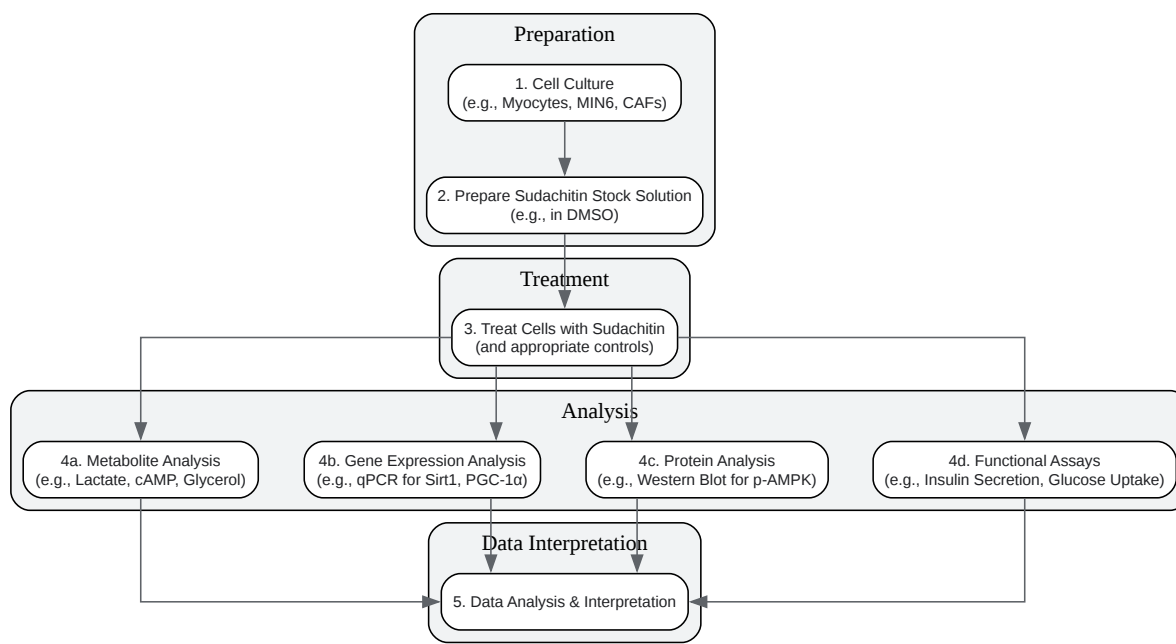 Preparation
1. Cell Culture
(e.g., Myocytes, MIN6, CAFs)
2. Prepare Sudachitin Stock Solution
(e.g., in DMSO)
Treatment
3. Treat Cells with Sudachitin
(and appropriate controls)
Analysis
4a. Metabolite Analysis
(e.g., Lactate, cAMP, Glycerol)
4b. Gene Expression Analysis
(e.g., qPCR for Sirt1, PGC-1α)
4c. Protein Analysis
(e.g., Western Blot for p-AMPK)
4d. Functional Assays
(e.g., Insulin Secretion, Glucose Uptake)
Data Interpretation
5. Data Analysis & Interpretation